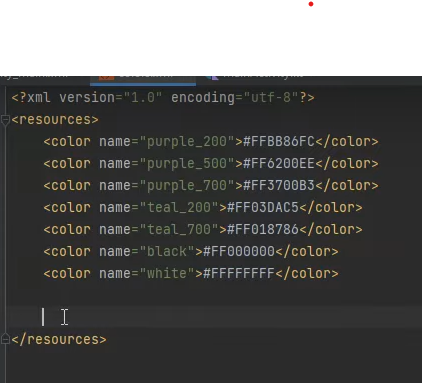 <?xml version="1.0" encoding="utf-8"?>
<resources>
<color name="purple_200">#FFBB86FC</color>
<color name="purple_500">#FF6200EE</color>
<color name="purple_700">#FF3700B3</color>
<color name="teal_200">#FF03DAC5</color>
<color name="teal_700">#FF018786</color>
<color name="black">#FF000000</color>
<color name="white">#FFFFFFFF</color>
</resources>